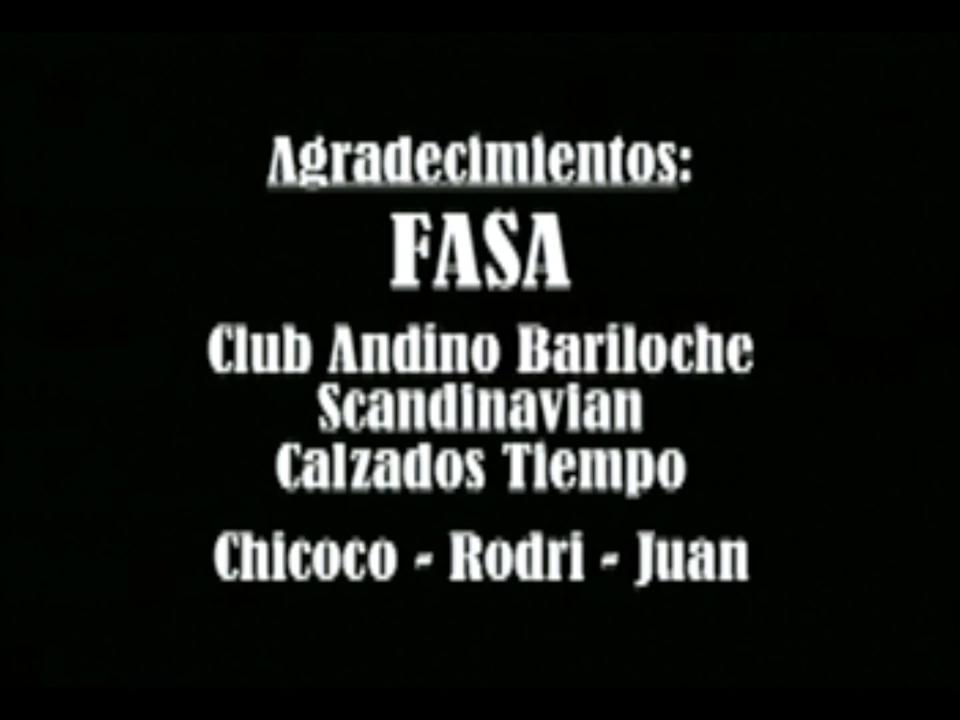 Agradecimientos:
FASA
Club Andino Bariloche
Scandinavian
Calzados Tiempo
Chicoco - Rodri - Juan